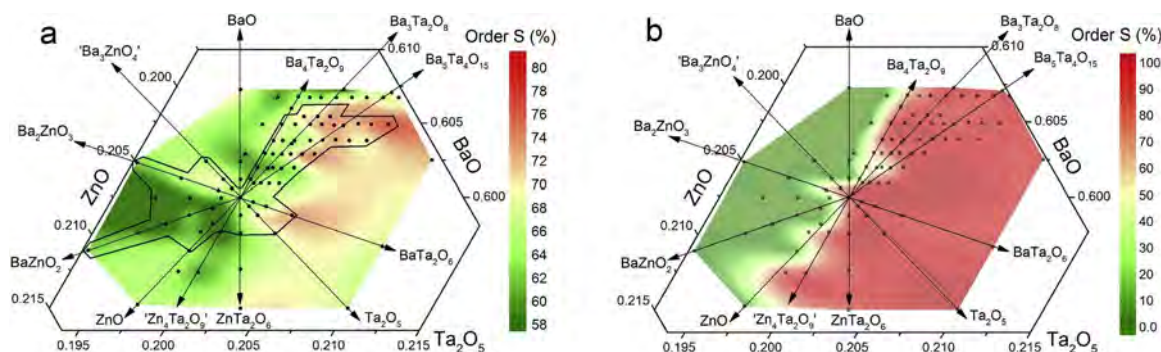 a
BaO
Ba₃Ta₂O₈
Order S (%)
'Ba₃ZnO₄'
Ba₄Ta₂O₉
0.610
Ba₅Ta₄O₁₅
0.200
Ba₂ZnO₃
0.605
0.205
BaO
ZnO
0.600
0.210
BaZnO₂
BaTa₂O₆
0.215
ZnO
'Zn₄Ta₂O₉'
ZnTa₂O₆
Ta₂O₅
0.195
0.200
0.205
0.210
0.215
Ta₂O₅
80
78
76
74
72
70
68
66
64
62
60
58
b
BaO
Ba₃Ta₂O₈
Order S (%)
'Ba₃ZnO₄'
Ba₄Ta₂O₉
0.610
Ba₅Ta₄O₁₅
0.200
Ba₂ZnO₃
0.605
0.205
BaO
ZnO
0.600
0.210
BaZnO₂
BaTa₂O₆
0.215
ZnO
'Zn₄Ta₂O₉'
ZnTa₂O₆
Ta₂O₅
0.195
0.200
0.205
0.210
0.215
Ta₂O₅
100
90
80
70
60
50
40
30
20
10
0.0